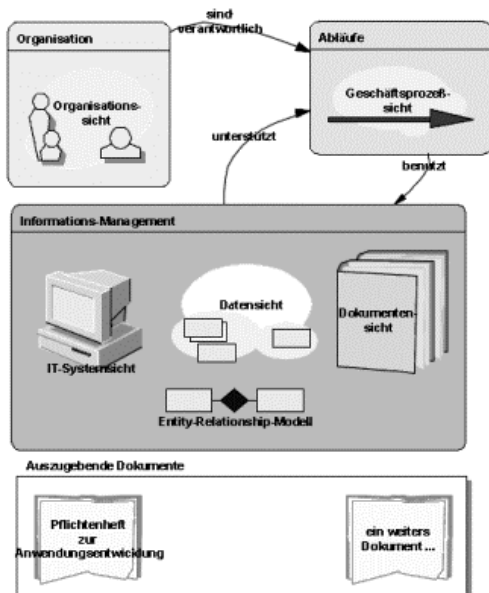 sind
verantwortlich
Organisation
Organisations-
sicht
Abläufe
Geschäftsprozeß-
sicht
unterstützt
benützt
Informations-Management
IT-Systemsicht
Datensicht
Dokumenten-
sicht
Entity-Relationship-Modell
Auszugebende Dokumente
Pflichtenheft
zur
Anwendungsentwicklung
ein weiters
Dokument ...